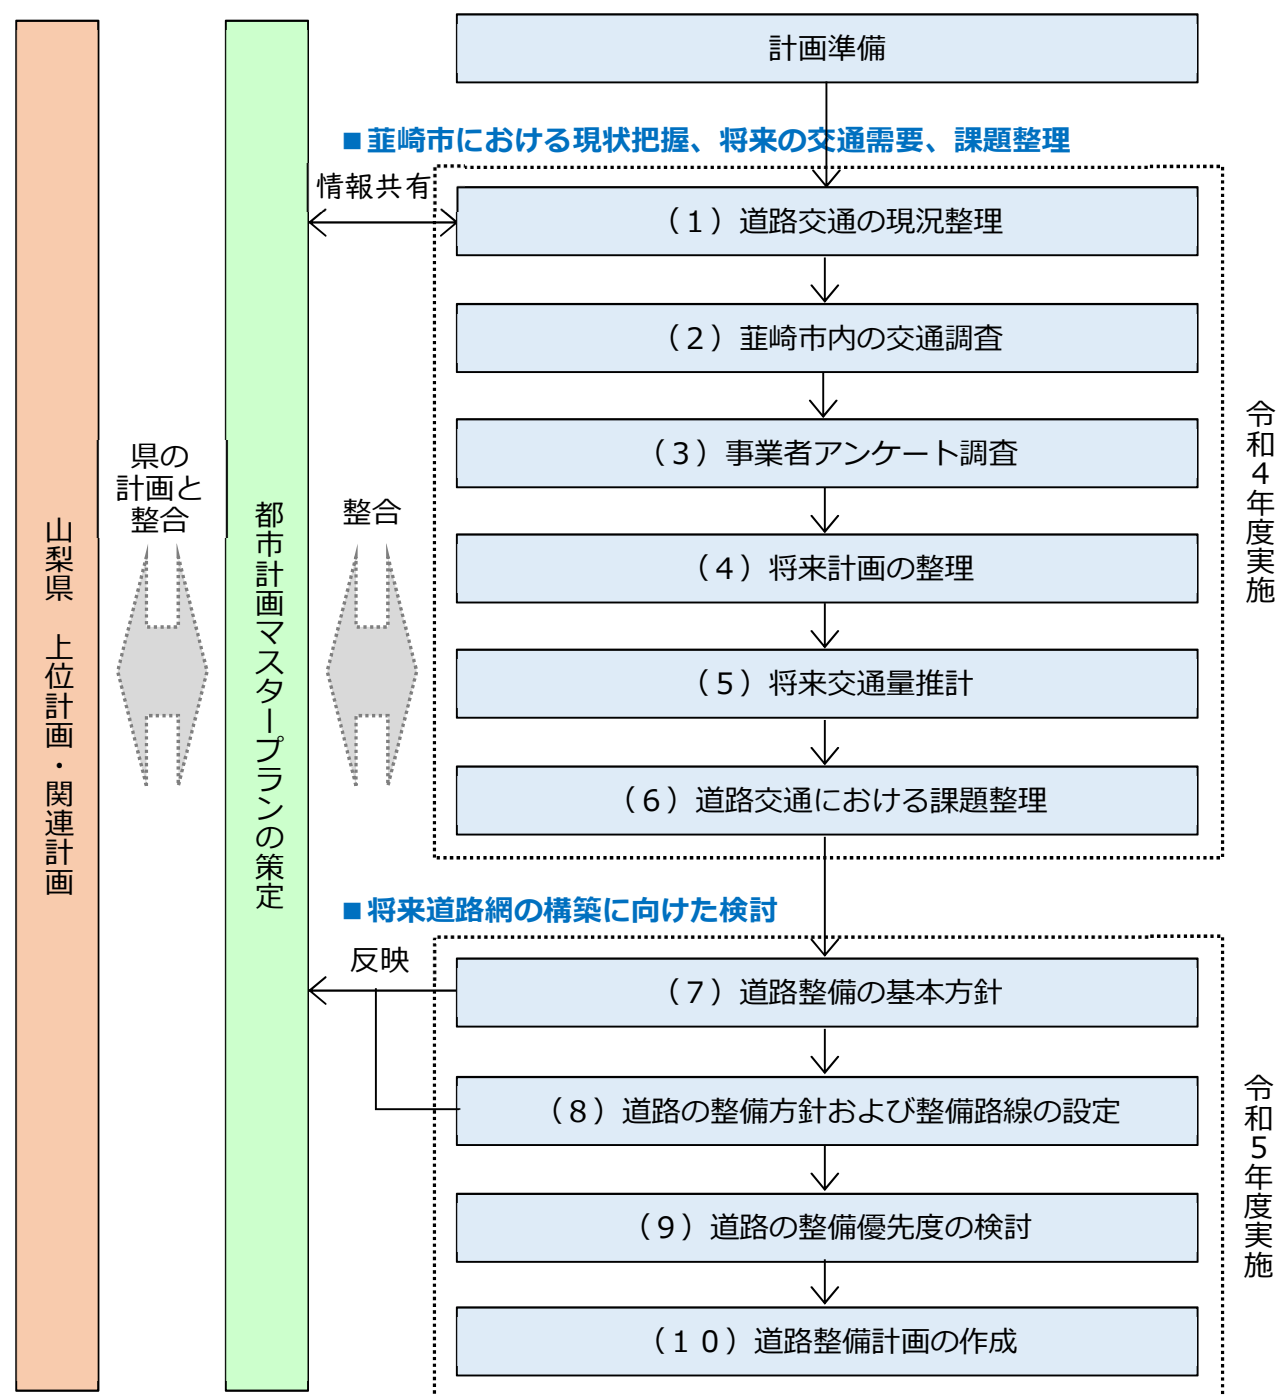 計画準備
■韮崎市における現状把握、将来の交通需要、課題整理
情報共有
（１）道路交通の現況整理
（２）韮崎市内の交通調査
（３）事業者アンケート調査
（４）将来計画の整理
（５）将来交通量推計
（６）道路交通における課題整理
令和４年度実施
県の
計画と
整合
整合
山梨県　上位計画・関連計画
都市計画マスタープランの策定
■将来道路網の構築に向けた検討
反映
（７）道路整備の基本方針
（８）道路の整備方針および整備路線の設定
（９）道路の整備優先度の検討
（１０）道路整備計画の作成
令和５年度実施